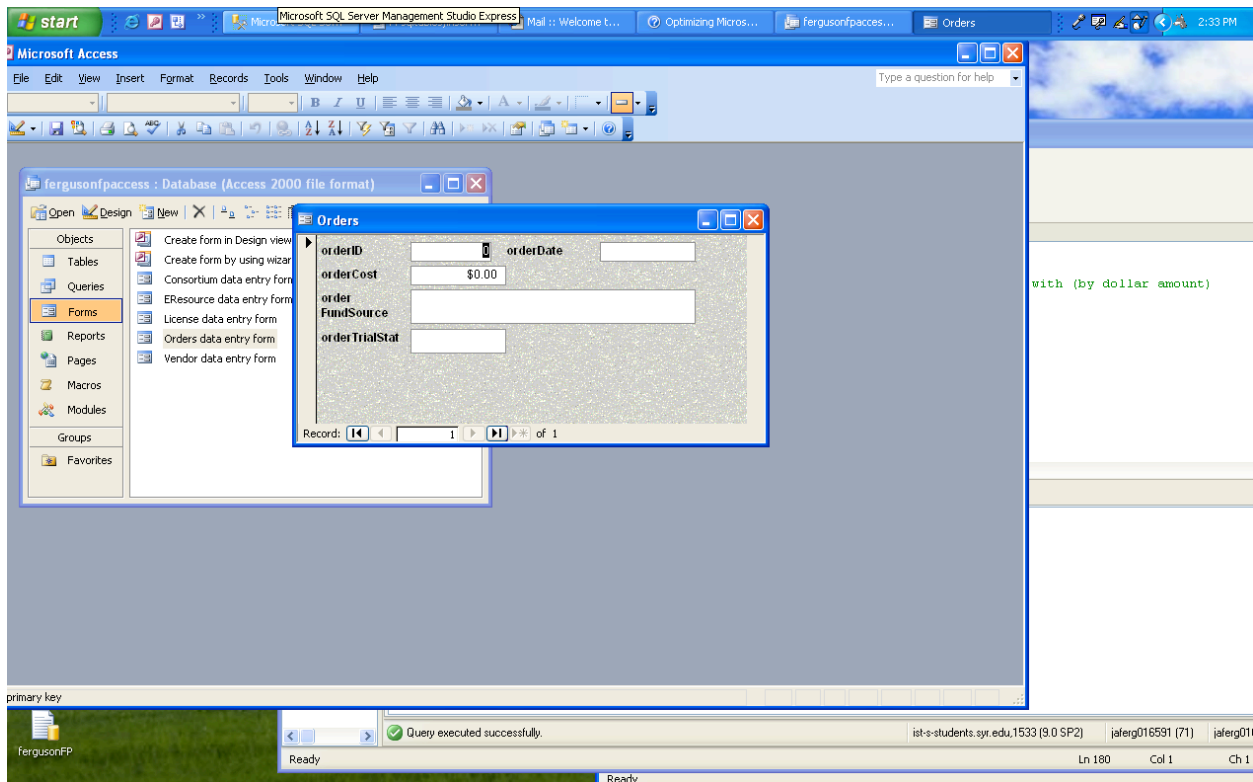 start
»
Micro
Microsoft SQL Server Management Studio Express
Mail :: Welcome t...
Optimizing Micros...
fergusonfpacces...
Orders
2:33 PM
Microsoft Access
File Edit View Insert Format Records Tools Window Help
Type a question for help
B I U
fergusonfpaccess : Database (Access 2000 file format)
Open Design New
Objects
Tables
Queries
Forms
Reports
Pages
Macros
Modules
Groups
Favorites
Create form in Design view
Create form by using wizar
Consortium data entry form
EResource data entry form
License data entry form
Orders data entry form
Vendor data entry form
Orders
orderID 0 orderDate
orderCost $0.00
order
FundSource
orderTrialStat
Record: 1 of 1
with (by dollar amount)
primary key
fergusonFP
Query executed successfully.
ist-s-students.syr.edu,1533 (9.0 SP2)
jaferg016591 (71)
jaferg01
Ready
Ln 180 Col 1 Ch 1
Ready